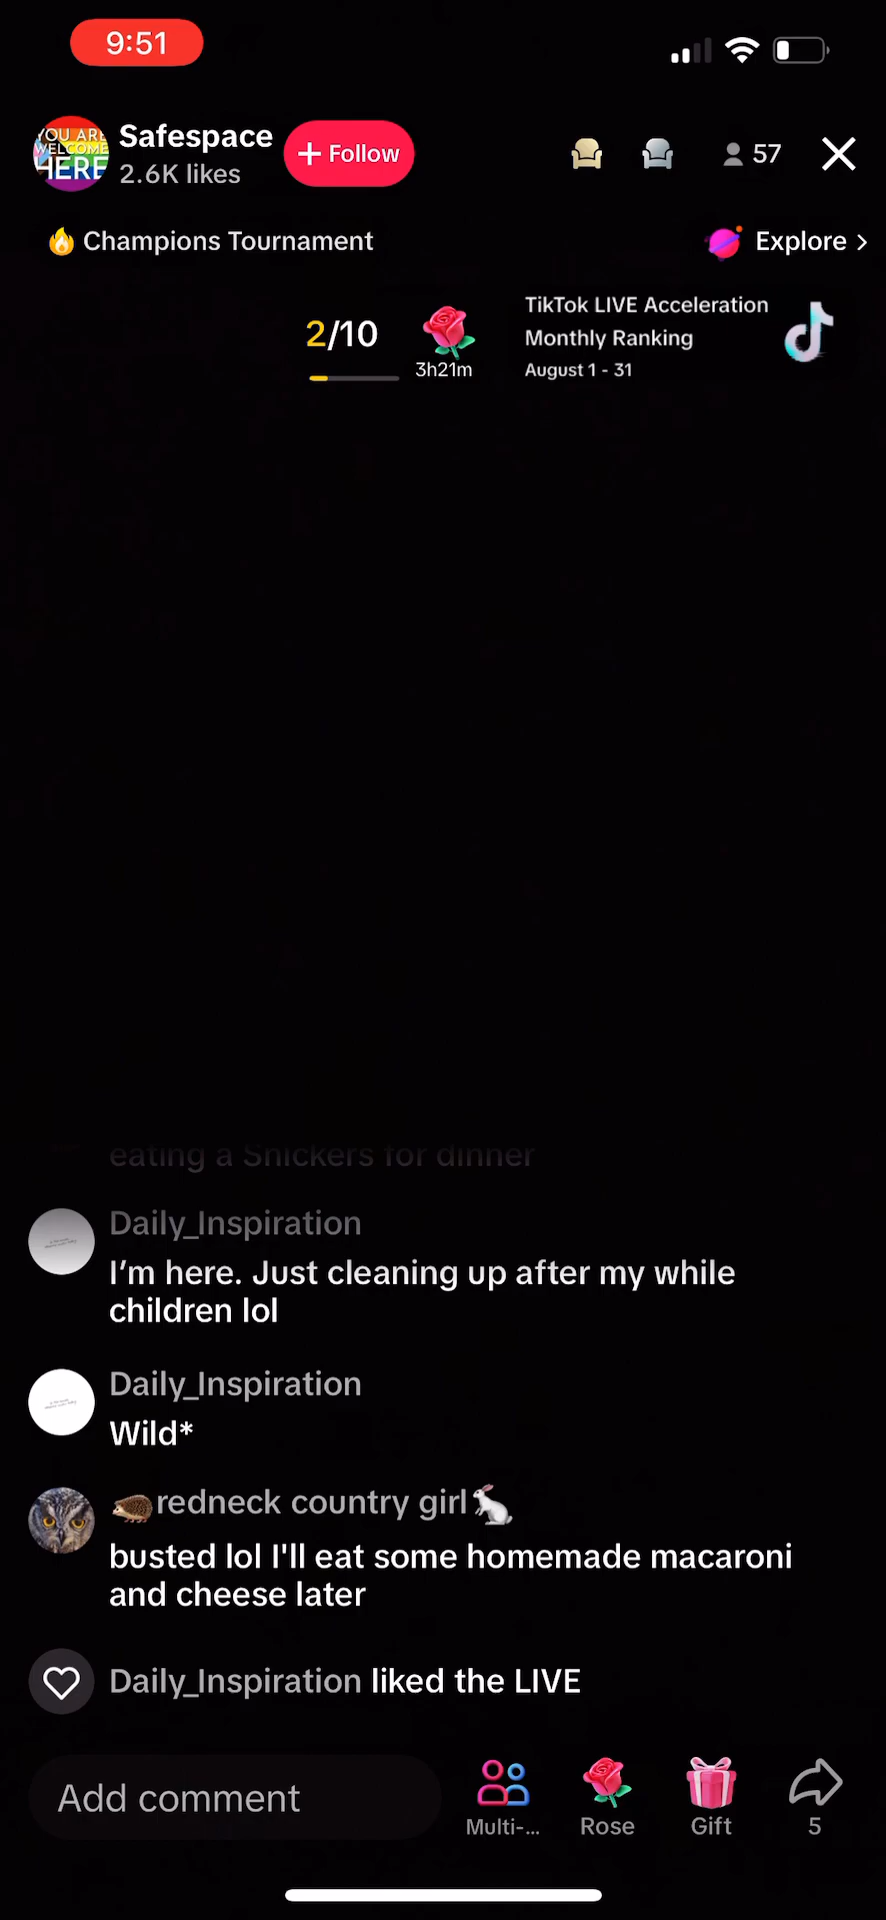 9:51
YOU ARE
WELCOME
HERE
Safespace
2.6K likes
+ Follow
57
Champions Tournament
Explore >
2/10
3h21m
TikTok LIVE Acceleration
Monthly Ranking
August 1 - 31
eating a Snickers for dinner
Daily_Inspiration
I’m here. Just cleaning up after my while
children lol
Daily_Inspiration
Wild*
redneck country girl
busted lol I'll eat some homemade macaroni
and cheese later
Daily_Inspiration liked the LIVE
Add comment
Multi-...
Rose
Gift
5